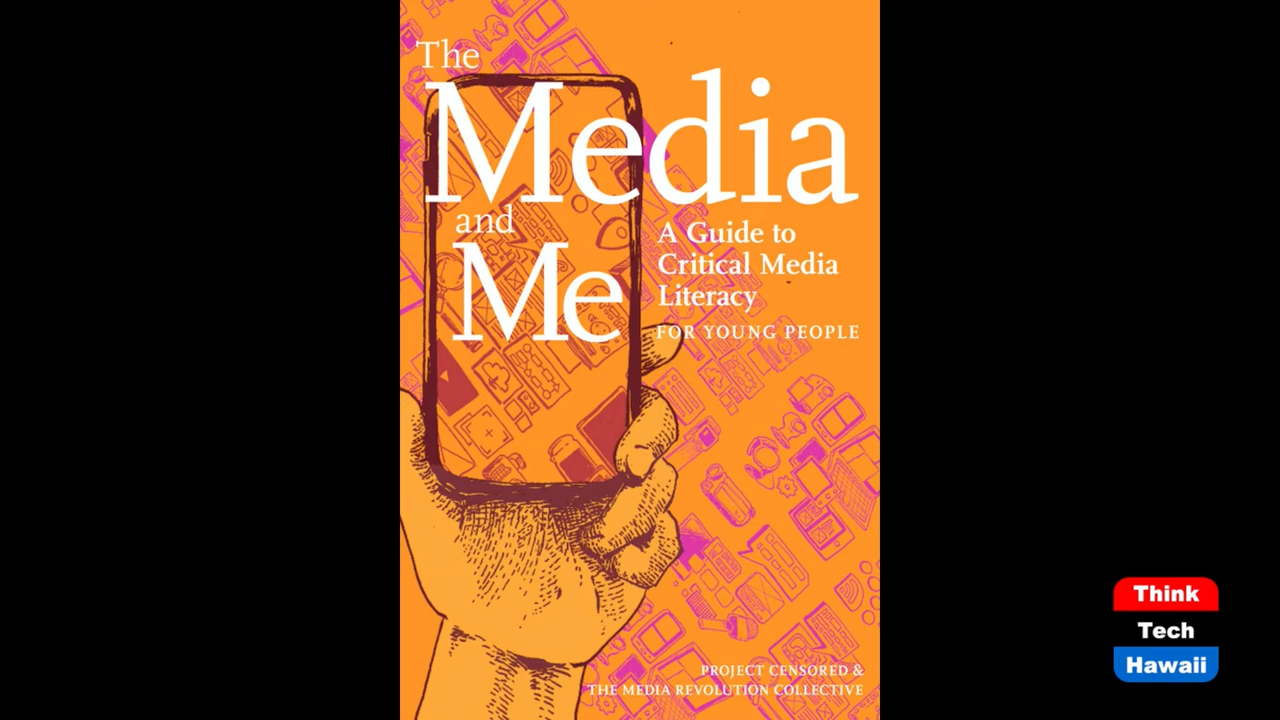 The
Media
and
Me
A Guide to
Critical Media
Literacy
FOR YOUNG PEOPLE
PROJECT CENSORED &
THE MEDIA REVOLUTION COLLECTIVE
Think
Tech
Hawaii